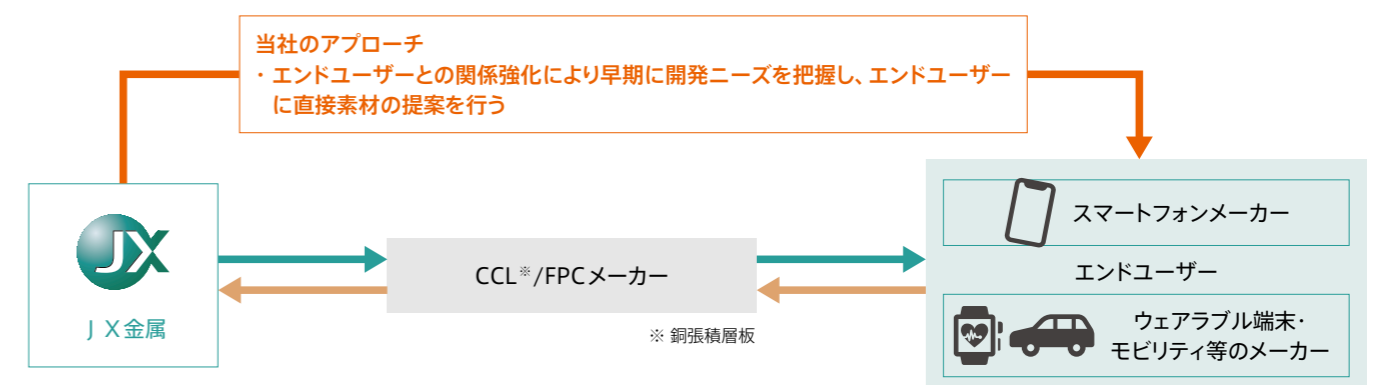 当社のアプローチ
・エンドユーザーとの関係強化により早期に開発ニーズを把握し、エンドユーザー
に直接素材の提案を行う
JX
JX金属
CCL※/FPCメーカー
※ 銅張積層板
スマートフォンメーカー
エンドユーザー
ウェアラブル端末・
モビリティ等のメーカー